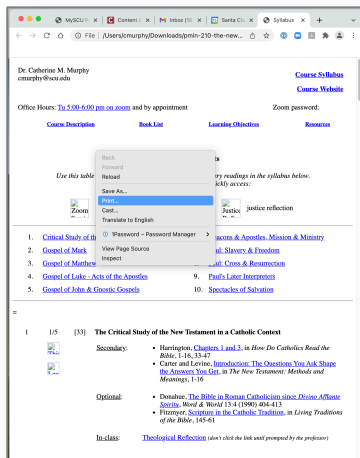 MySCU P
Content
Inbox (58
Santa Cla
Syllabus
File | /Users/cmurphy/Downloads/pmin-210-the-new...
Dr. Catherine M. Murphy
cmurphy@scu.edu
Course Syllabus
Course Website
Office Hours: Tu 5:00-6:00 pm on zoom and by appointment
Zoom password:
Course Description
Book List
Learning Objectives
Resources
Back
Forward
Reload
Save As...
Print...
Cast...
Translate to English
1Password – Password Manager
View Page Source
Inspect
Use this table
ry readings in the syllabus below.
ickly access:
Zoom
Justice
justice reflection
1. Critical Study of th
2. Gospel of Mark
3. Gospel of Matthew
4. Gospel of Luke - Acts of the Apostles
5. Gospel of John & Gnostic Gospels
eacons & Apostles, Mission & Ministry
ul: Slavery & Freedom
ul: Cross & Resurrection
9. Paul's Later Interpreters
10. Spectacles of Salvation
=
1 1/5 [33] The Critical Study of the New Testament in a Catholic Context
Secondary:
• Harrington, Chapters 1 and 3, in How Do Catholics Read the
Bible, 1-16, 33-47
• Carter and Levine, Introduction: The Questions You Ask Shape
the Answers You Get, in The New Testament: Methods and
Meanings, 1-16
Optional:
• Donahue, The Bible in Roman Catholicism since Divino Afflante
Spiritu, Word & World 13:4 (1990) 404-413
• Fitzmyer, Scripture in the Catholic Tradition, in Living Traditions
of the Bible, 145-61
In-class: Theological Reflection (don't click the link until prompted by the professor)